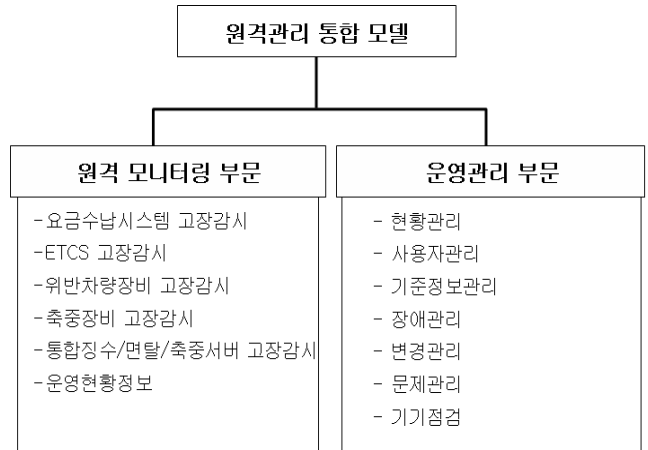 원격관리 통합 모델
원격 모니터링 부문
-요금수납시스템 고장감시
-ETCS 고장감시
-위반차량장비 고장감시
-축중장비 고장감시
-통합징수/면탈/축중서버 고장감시
-운영현황정보
운영관리 부문
- 현황관리
- 사용자관리
- 기준정보관리
- 장애관리
- 변경관리
- 문제관리
- 기기점검